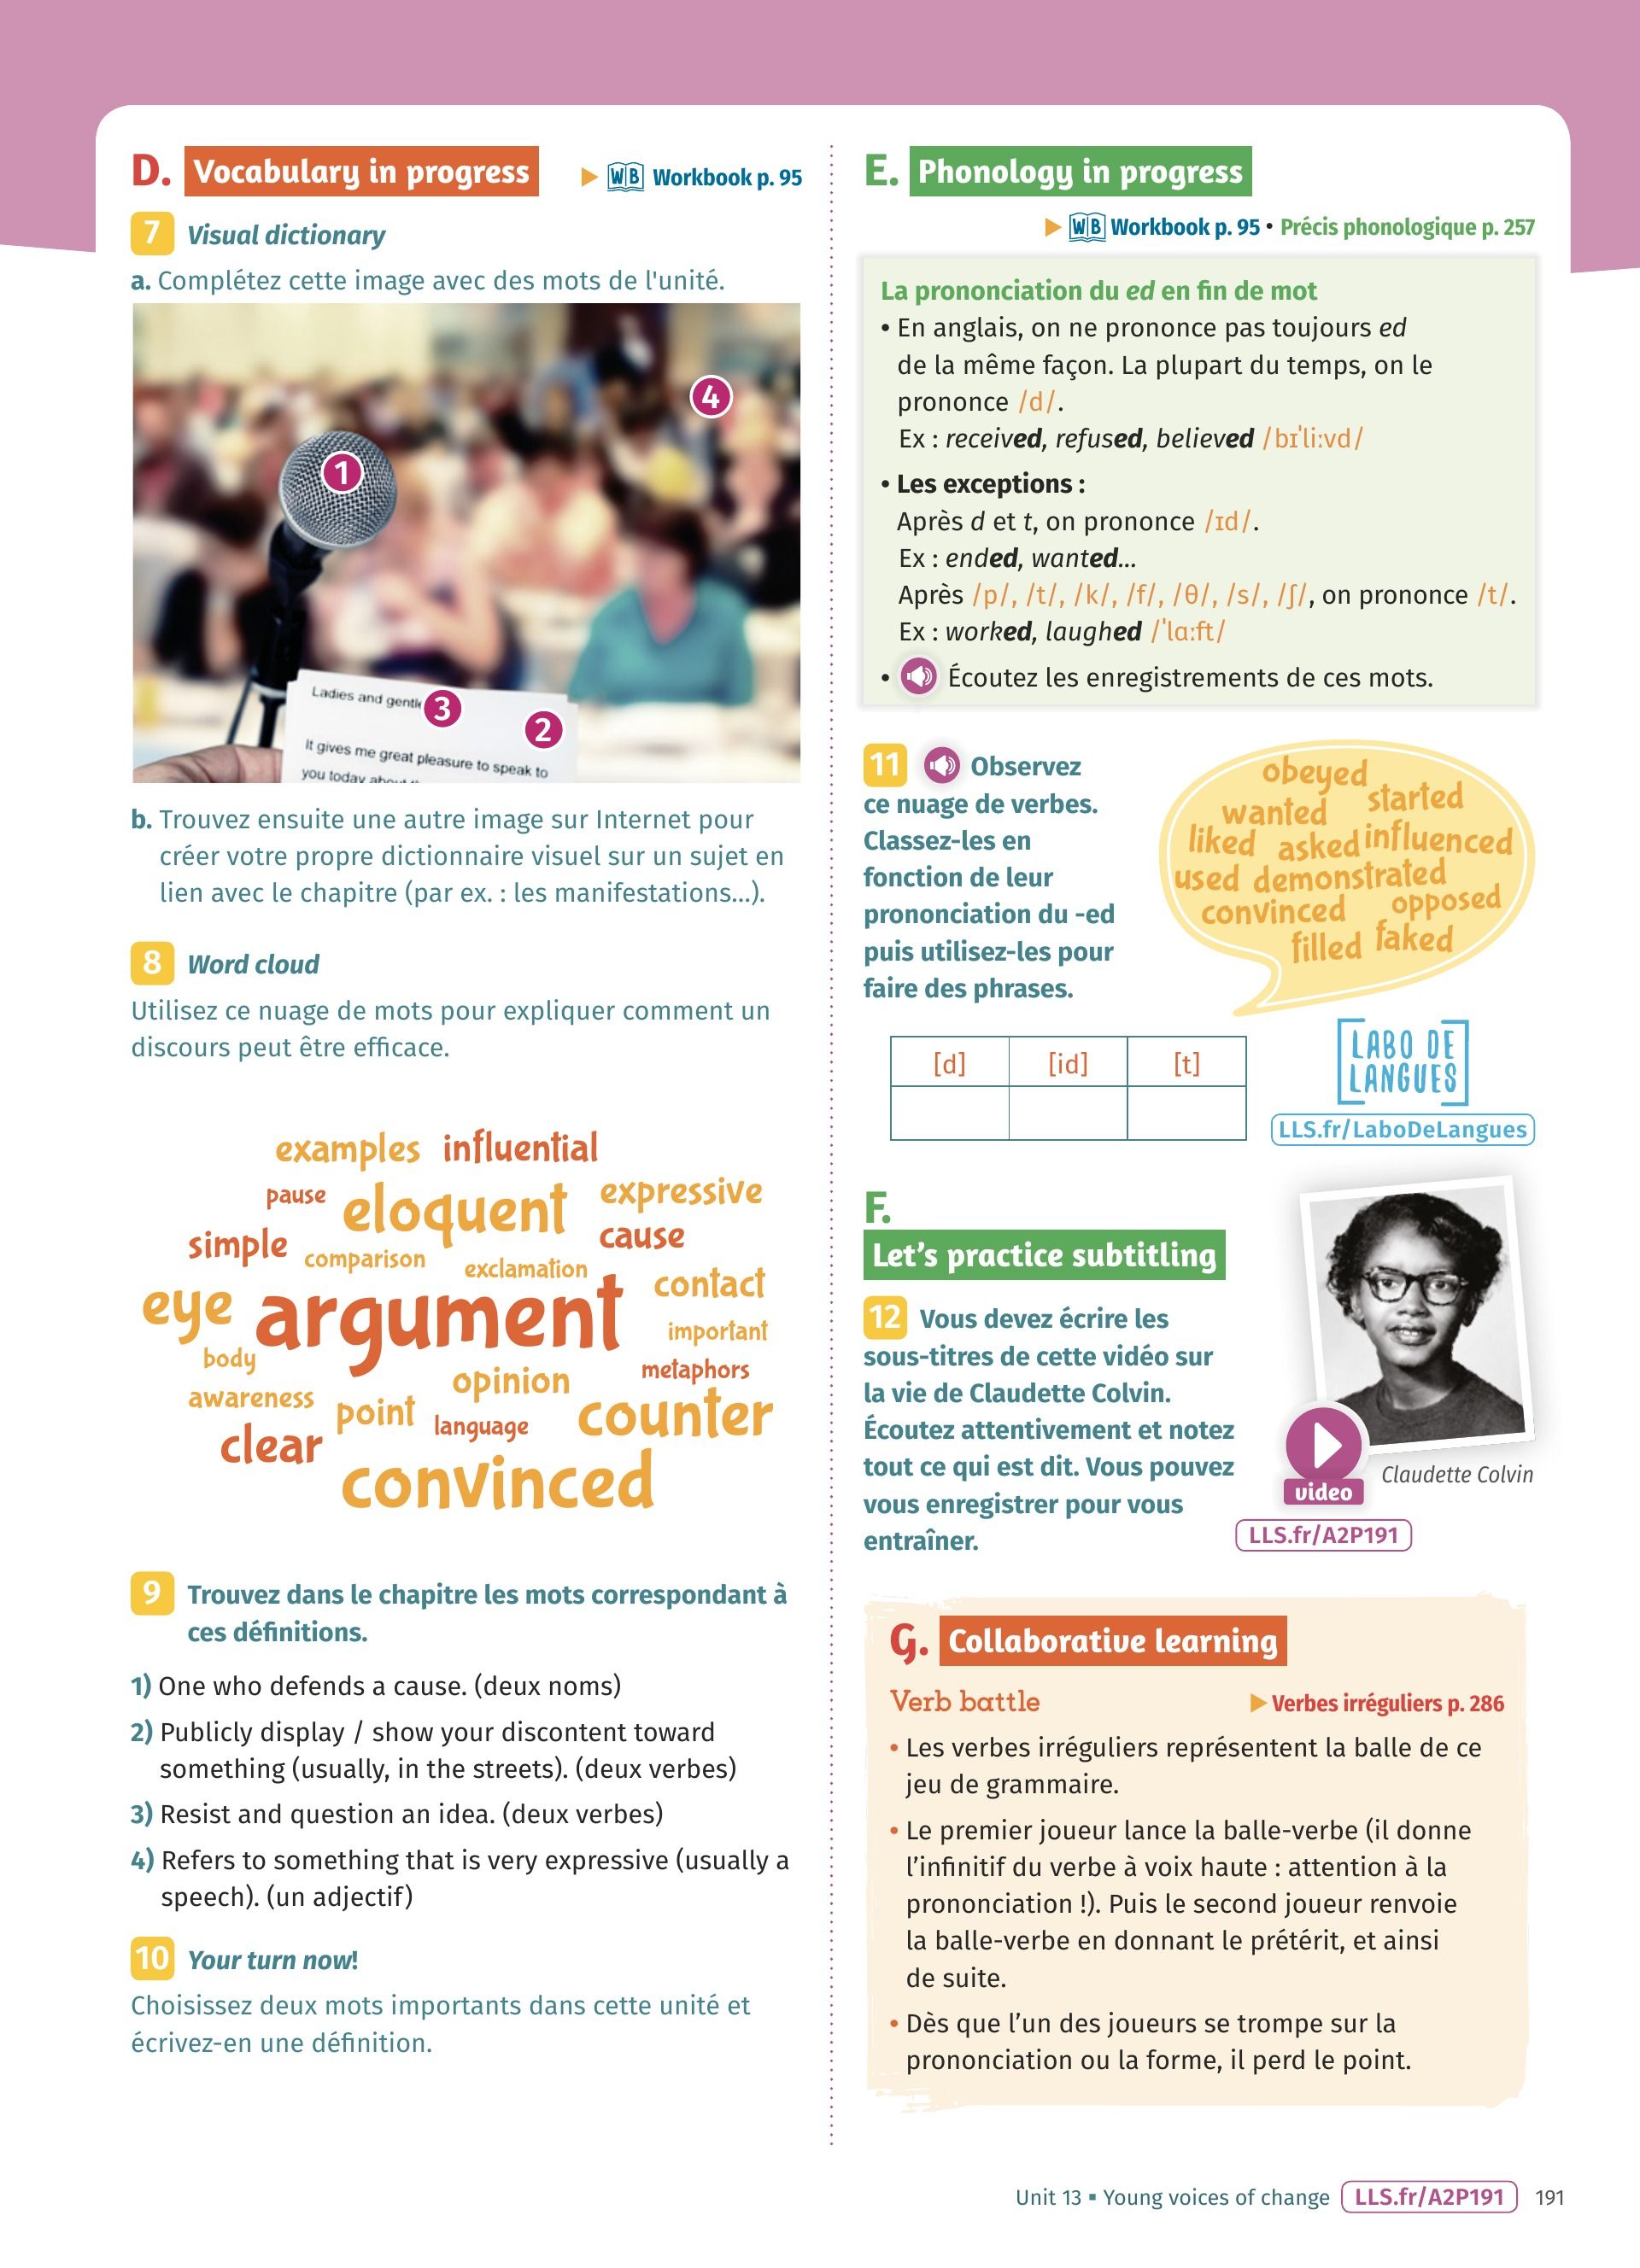 D. Vocabulary in progress
WB Workbook p. 95
7 Visual dictionary
a. Complétez cette image avec des mots de l'unité.
1
4
Ladies and gentle
3
2
It gives me great pleasure to speak to
you today about
b. Trouvez ensuite une autre image sur Internet pour
créer votre propre dictionnaire visuel sur un sujet en
lien avec le chapitre (par ex. : les manifestations...).
8 Word cloud
Utilisez ce nuage de mots pour expliquer comment un
discours peut être efficace.
examples influential
pause eloquent expressive
simple comparison exclamation cause
eye argument contact
important
body opinion metaphors
awareness point language counter
clear convinced
9 Trouvez dans le chapitre les mots correspondant à
ces définitions.
1) One who defends a cause. (deux noms)
2) Publicly display / show your discontent toward
something (usually, in the streets). (deux verbes)
3) Resist and question an idea. (deux verbes)
4) Refers to something that is very expressive (usually a
speech). (un adjectif)
10 Your turn now!
Choisissez deux mots importants dans cette unité et
écrivez-en une définition.
E. Phonology in progress
WB Workbook p. 95 • Précis phonologique p. 257
La prononciation du ed en fin de mot
• En anglais, on ne prononce pas toujours ed
de la même façon. La plupart du temps, on le
prononce /d/.
Ex : received, refused, believed /bɪˈliːvd/
• Les exceptions :
Après d et t, on prononce /ɪd/.
Ex : ended, wanted...
Après /p/, /t/, /k/, /f/, /θ/, /s/, /ʃ/, on prononce /t/.
Ex : worked, laughed /ˈlɑːft/
• Écoutez les enregistrements de ces mots.
11 Observez
ce nuage de verbes.
Classez-les en
fonction de leur
prononciation du -ed
puis utilisez-les pour
faire des phrases.
obeyed
wanted started
liked asked influenced
used demonstrated
convinced opposed
filled faked
[d] [id] [t]
LABO DE
LANGUES
LLS.fr/LaboDeLangues
F.
Let's practice subtitling
12 Vous devez écrire les
sous-titres de cette vidéo sur
la vie de Claudette Colvin.
Écoutez attentivement et notez
tout ce qui est dit. Vous pouvez
vous enregistrer pour vous
entraîner.
Claudette Colvin
video
LLS.fr/A2P191
G. Collaborative learning
Verb battle
Verbes irréguliers p. 286
• Les verbes irréguliers représentent la balle de ce
jeu de grammaire.
• Le premier joueur lance la balle-verbe (il donne
l'infinitif du verbe à voix haute : attention à la
prononciation !). Puis le second joueur renvoie
la balle-verbe en donnant le prétérit, et ainsi
de suite.
• Dès que l'un des joueurs se trompe sur la
prononciation ou la forme, il perd le point.
Unit 13 ▪ Young voices of change LLS.fr/A2P191 191